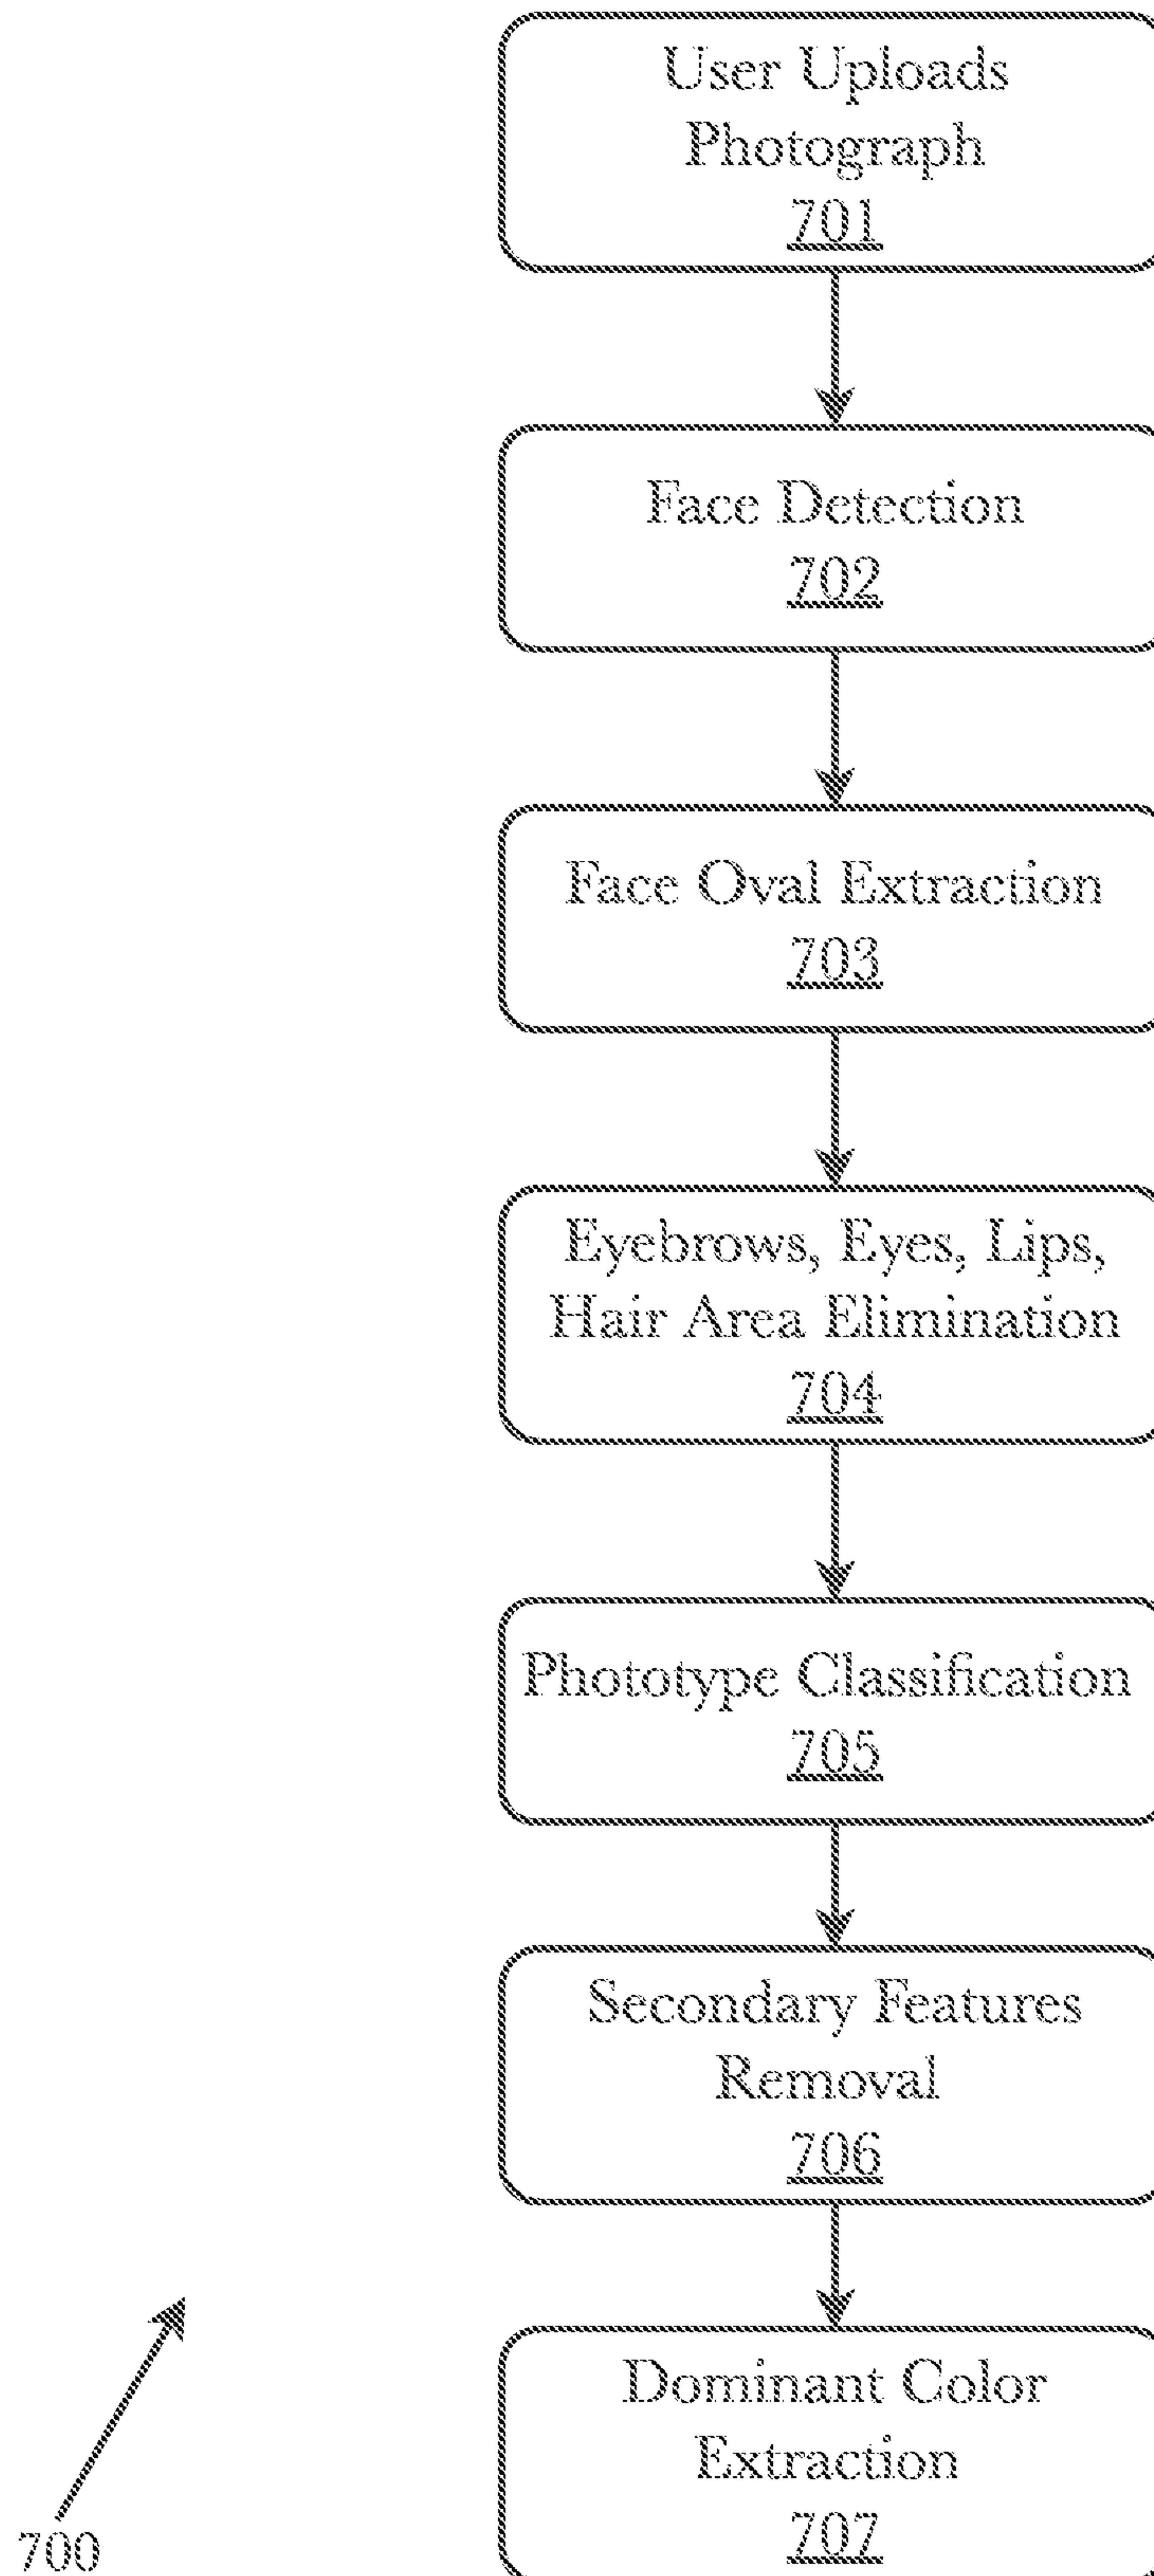 User Uploads
Photograph
701
Face Detection
702
Face Oval Extraction
703
Eyebrows, Eyes, Lips,
Hair Area Elimination
704
Phototype Classification
705
Secondary Features
Removal
706
Dominant Color
Extraction
707
700